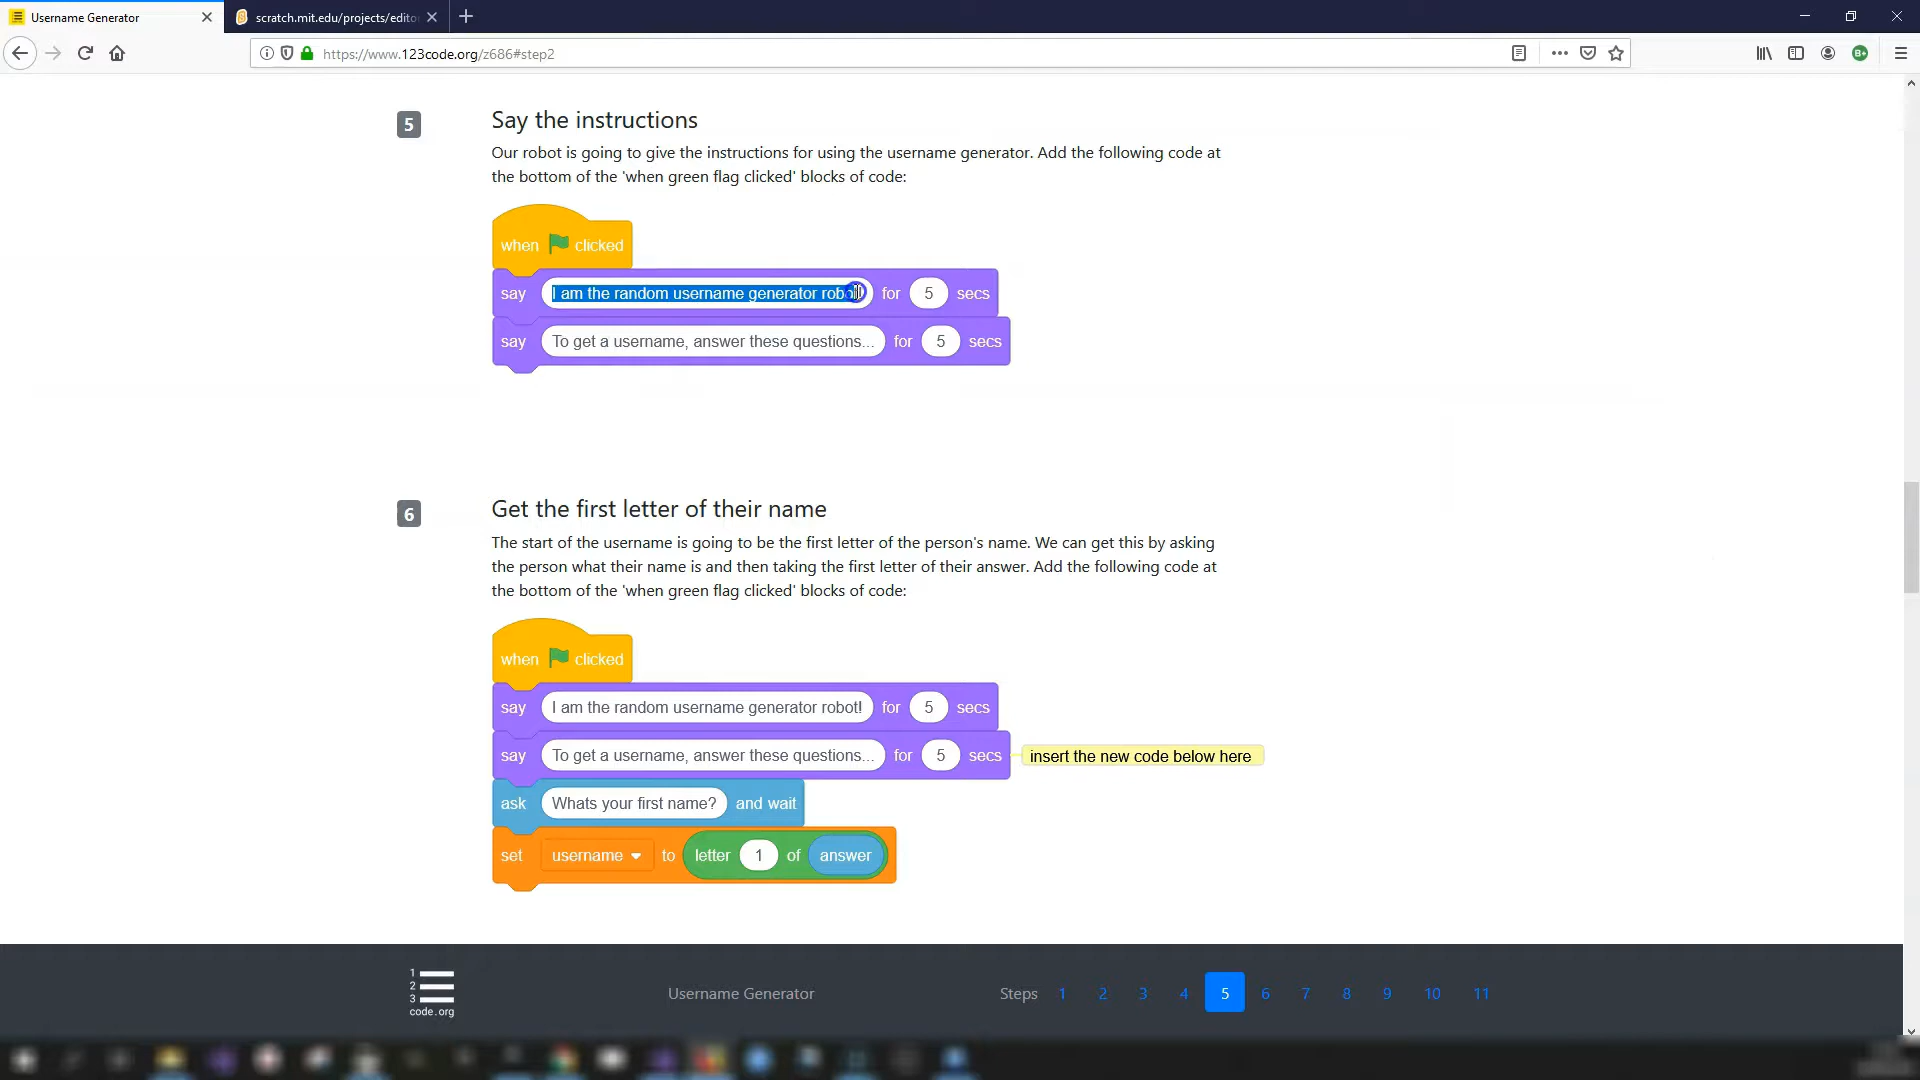 Username Generator
scratch.mit.edu/projects/edito
https://www.123code.org/z686#step2
B+
5
Say the instructions
Our robot is going to give the instructions for using the username generator. Add the following code at
the bottom of the 'when green flag clicked' blocks of code:
when clicked
say I am the random username generator robot! for 5 secs
say To get a username, answer these questions... for 5 secs
6
Get the first letter of their name
The start of the username is going to be the first letter of the person's name. We can get this by asking
the person what their name is and then taking the first letter of their answer. Add the following code at
the bottom of the 'when green flag clicked' blocks of code:
when clicked
say I am the random username generator robot! for 5 secs
say To get a username, answer these questions... for 5 secs insert the new code below here
ask Whats your first name? and wait
set username to letter 1 of answer
1
2
3
code.org
Username Generator
Steps 1 2 3 4 5 6 7 8 9 10 11